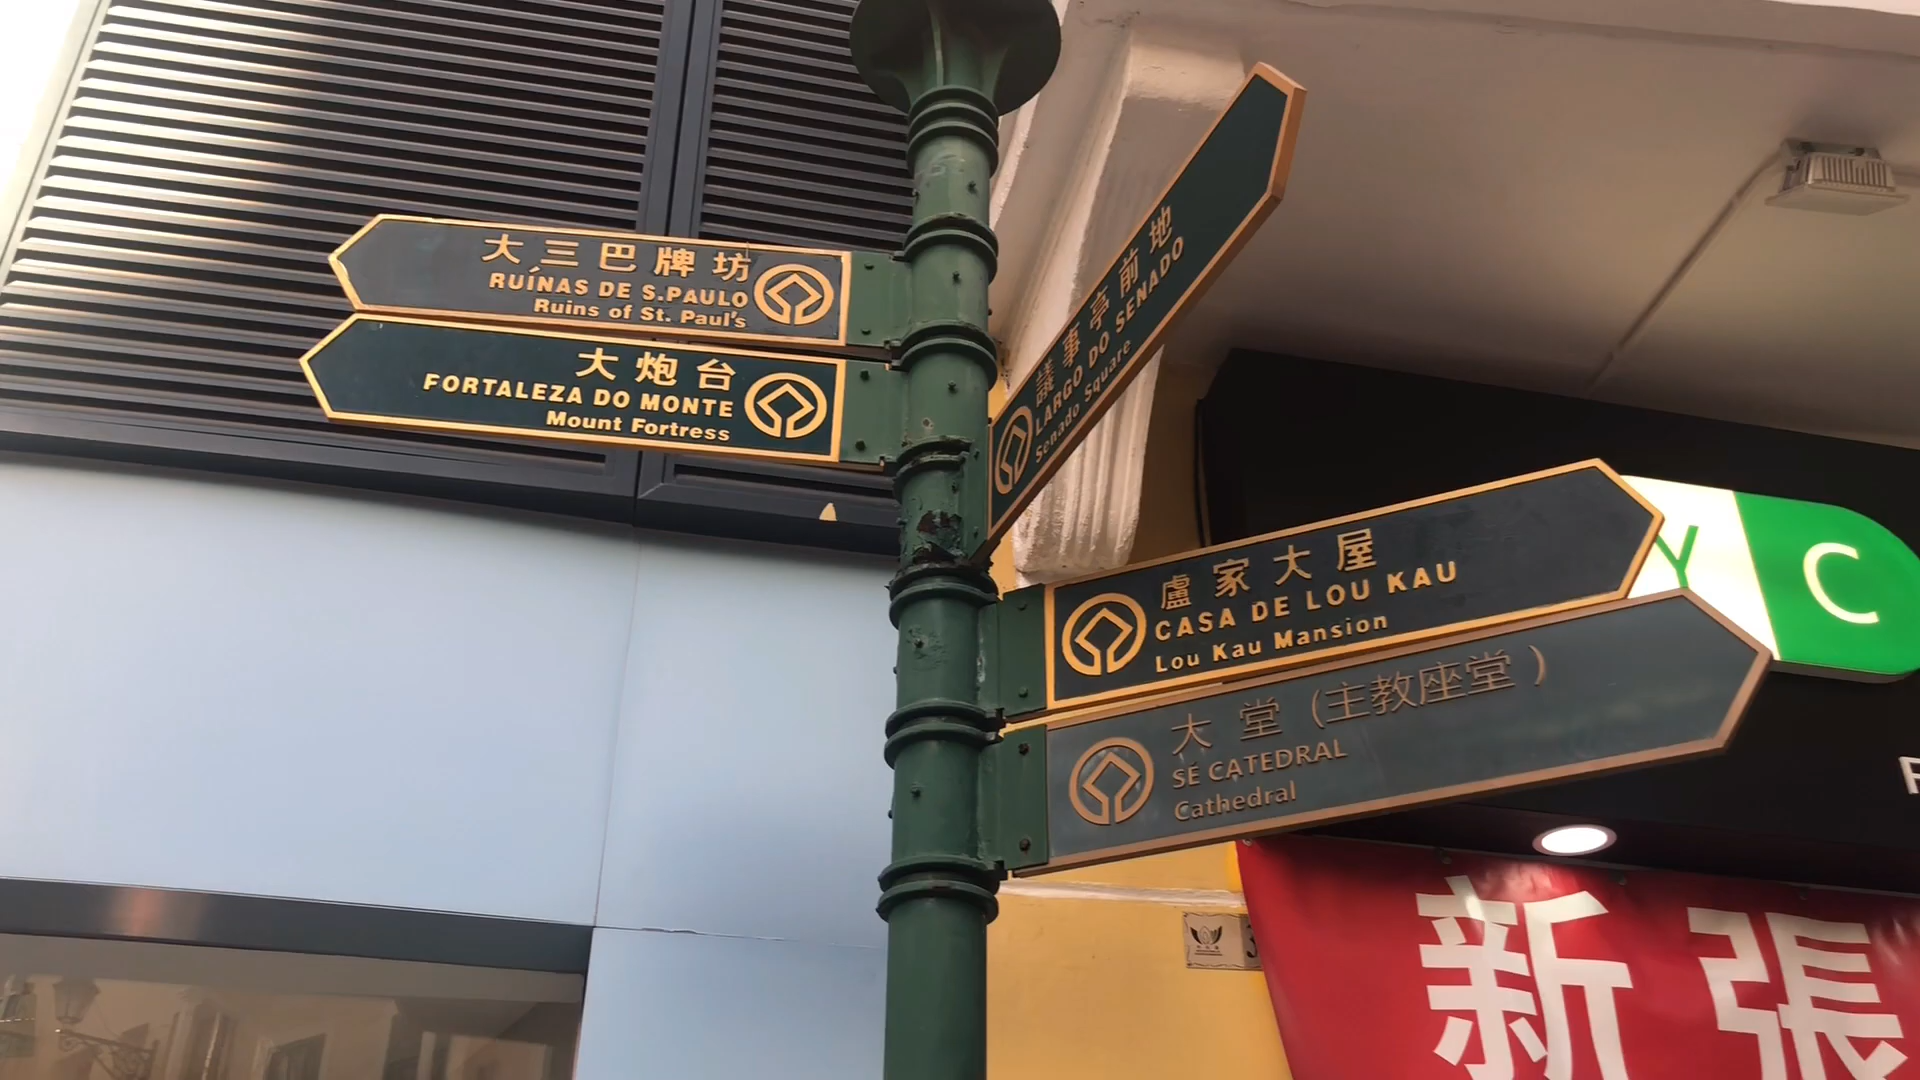 大三巴牌坊
RUÍNAS DE S.PAULO
Ruins of St. Paul's
大炮台
FORTALEZA DO MONTE
Mount Fortress
議事亭前地
LARGO DO SENADO
Senado Square
盧家大屋
CASA DE LOU KAU
Lou Kau Mansion
大堂(主教座堂)
SÉ CATEDRAL
Cathedral
Y C
新張